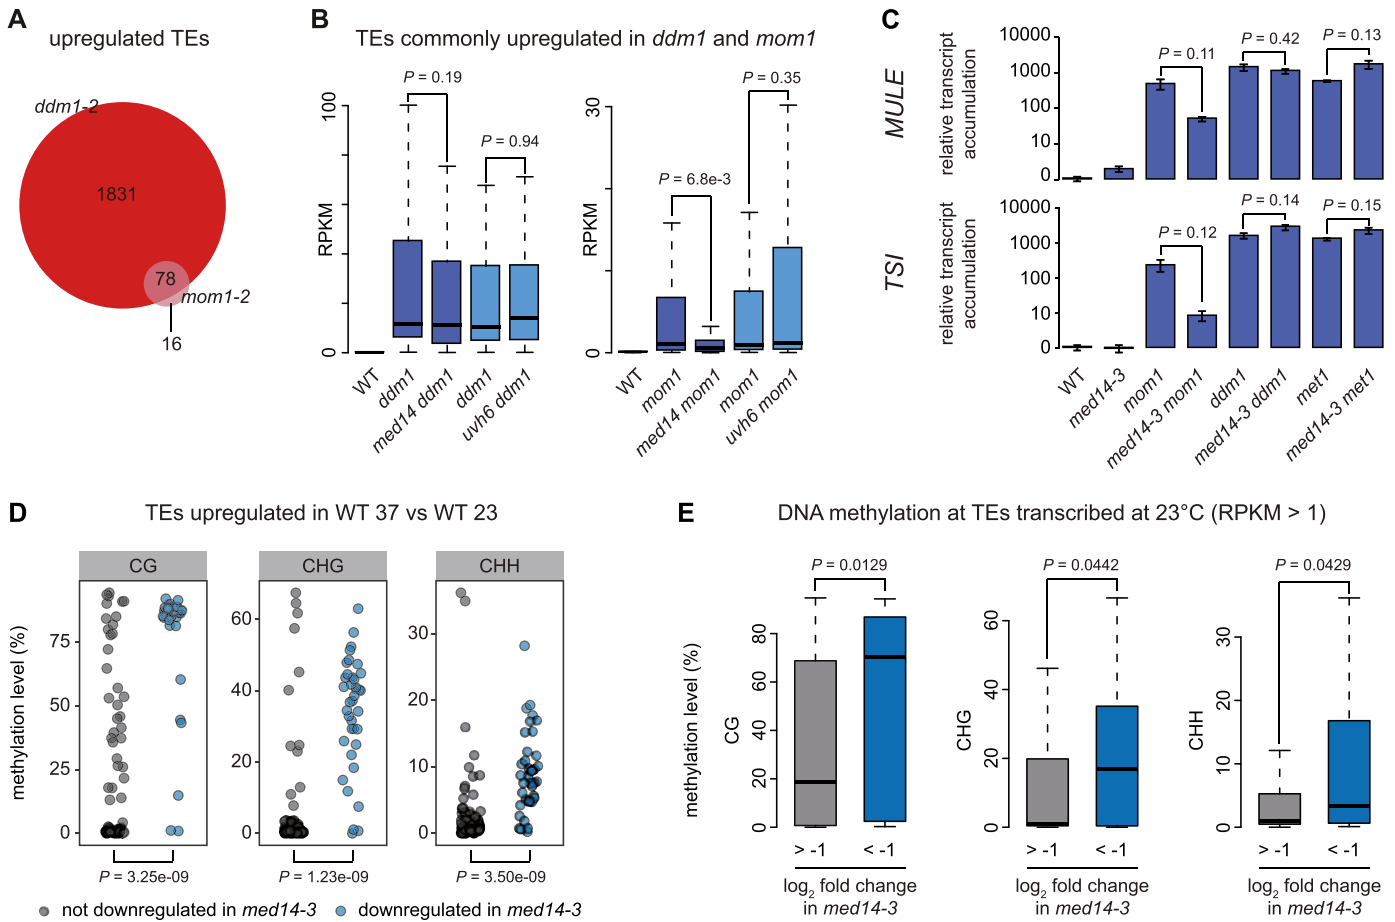 A
upregulated TEs
ddm1-2
1831
78
mom1-2
16
B
TEs commonly upregulated in ddm1 and mom1
RPKM
100
0
P = 0.19
P = 0.94
WT
ddm1
med14 ddm1
ddm1
uvh6 ddm1
RPKM
30
0
P = 6.8e-3
P = 0.35
WT
mom1
med14 mom1
mom1
uvh6 mom1
C
MULE
relative transcript
accumulation
10000
1000
100
10
0
P = 0.11
P = 0.42
P = 0.13
TSI
relative transcript
accumulation
10000
1000
100
10
0
P = 0.12
P = 0.14
P = 0.15
WT
med14-3
mom1
med14-3 mom1
ddm1
med14-3 ddm1
met1
med14-3 met1
D
TEs upregulated in WT 37 vs WT 23
methylation level (%)
CG
75
50
25
0
P = 3.25e-09
CHG
60
40
20
0
P = 1.23e-09
CHH
30
20
10
0
P = 3.50e-09
not downregulated in med14-3
downregulated in med14-3
E
DNA methylation at TEs transcribed at 23°C (RPKM > 1)
methylation level (%)
CG
80
60
40
20
0
P = 0.0129
> -1
< -1
log2 fold change
in med14-3
CHG
60
40
20
0
P = 0.0442
> -1
< -1
log2 fold change
in med14-3
CHH
30
20
10
0
P = 0.0429
> -1
< -1
log2 fold change
in med14-3